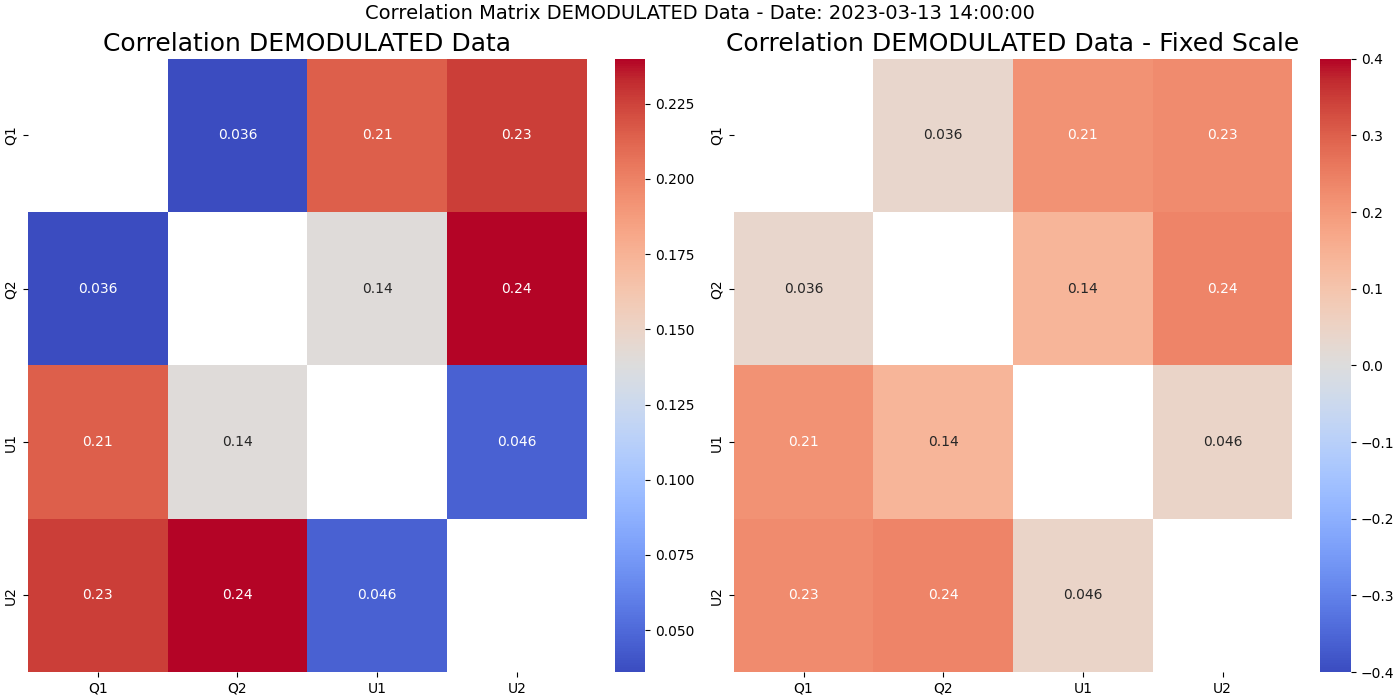 Correlation Matrix DEMODULATED Data - Date: 2023-03-13 14:00:00
Correlation DEMODULATED Data
Q1
0.036
0.21
0.23
Q2
0.036
0.14
0.24
U1
0.21
0.14
0.046
U2
0.23
0.24
0.046
Q1
Q2
U1
U2
0.225
0.200
0.175
0.150
0.125
0.100
0.075
0.050
Correlation DEMODULATED Data - Fixed Scale
Q1
0.036
0.21
0.23
Q2
0.036
0.14
0.24
U1
0.21
0.14
0.046
U2
0.23
0.24
0.046
Q1
Q2
U1
U2
0.4
0.3
0.2
0.1
0.0
−0.1
−0.2
−0.3
−0.4